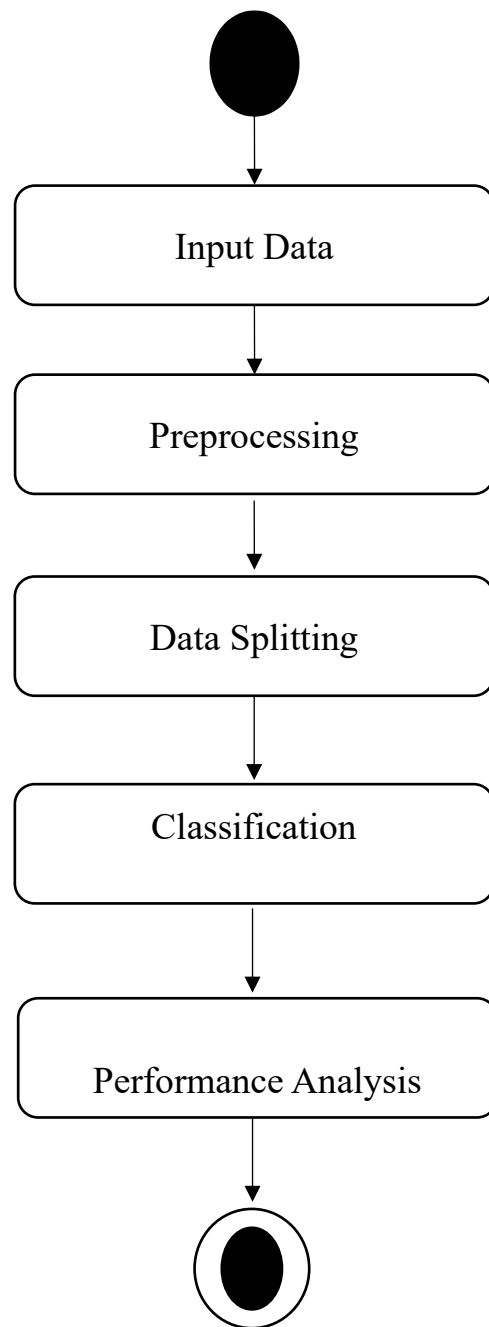 Input Data
Preprocessing
Data Splitting
Classification
Performance Analysis